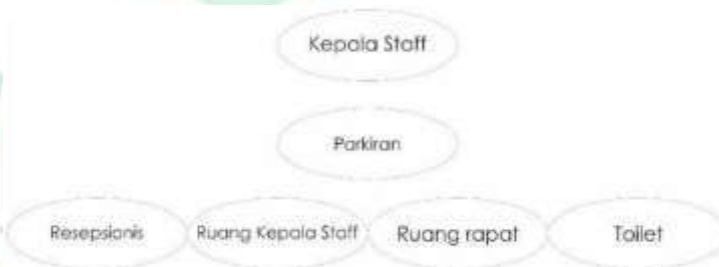 Kepala Staff
Parkiran
Resepsionis Ruang Kepala Staff Ruang rapat Toilet